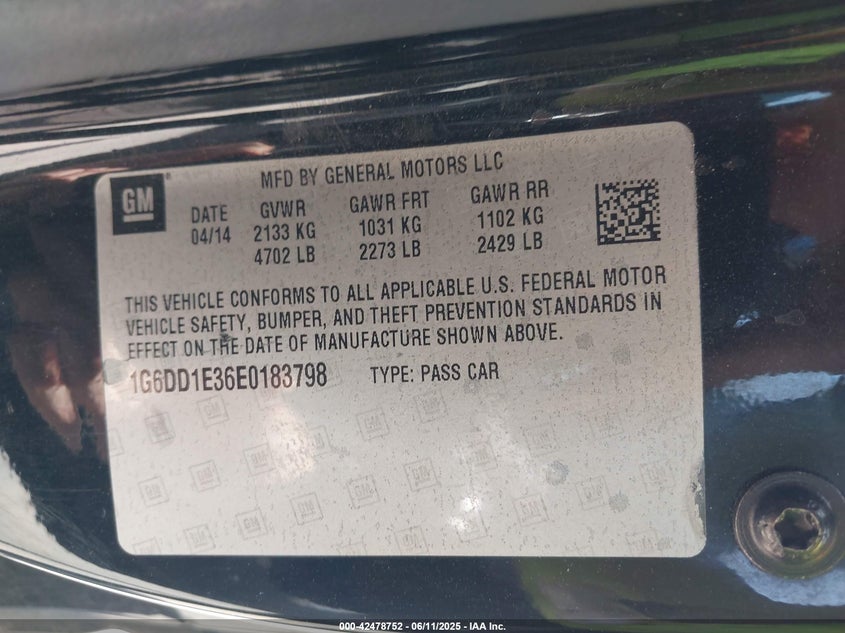 GM
MFD BY GENERAL MOTORS LLC
DATE GVWR GAWR FRT GAWR RR
04/14 2133 KG 1031 KG 1102 KG
4702 LB 2273 LB 2429 LB
THIS VEHICLE CONFORMS TO ALL APPLICABLE U.S. FEDERAL MOTOR
VEHICLE SAFETY, BUMPER, AND THEFT PREVENTION STANDARDS IN
EFFECT ON THE DATE OF MANUFACTURE SHOWN ABOVE.
1G6DD1E36E0183798 TYPE: PASS CAR
000-42478752 - 06/11/2025 - IAA Inc.